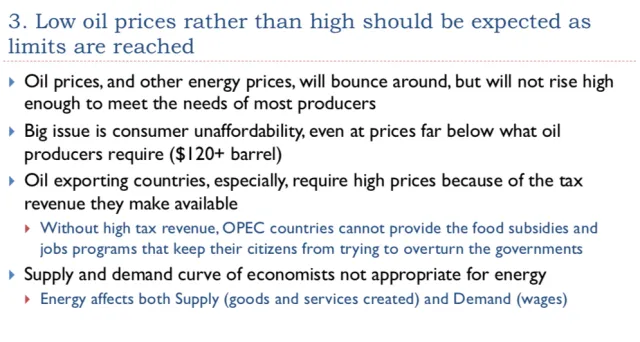 3. Low oil prices rather than high should be expected as
limits are reached
Oil prices, and other energy prices, will bounce around, but will not rise high
enough to meet the needs of most producers
Big issue is consumer unaffordability, even at prices far below what oil
producers require ($120+ barrel)
Oil exporting countries, especially, require high prices because of the tax
revenue they make available
Without high tax revenue, OPEC countries cannot provide the food subsidies and
jobs programs that keep their citizens from trying to overturn the governments
Supply and demand curve of economists not appropriate for energy
Energy affects both Supply (goods and services created) and Demand (wages)